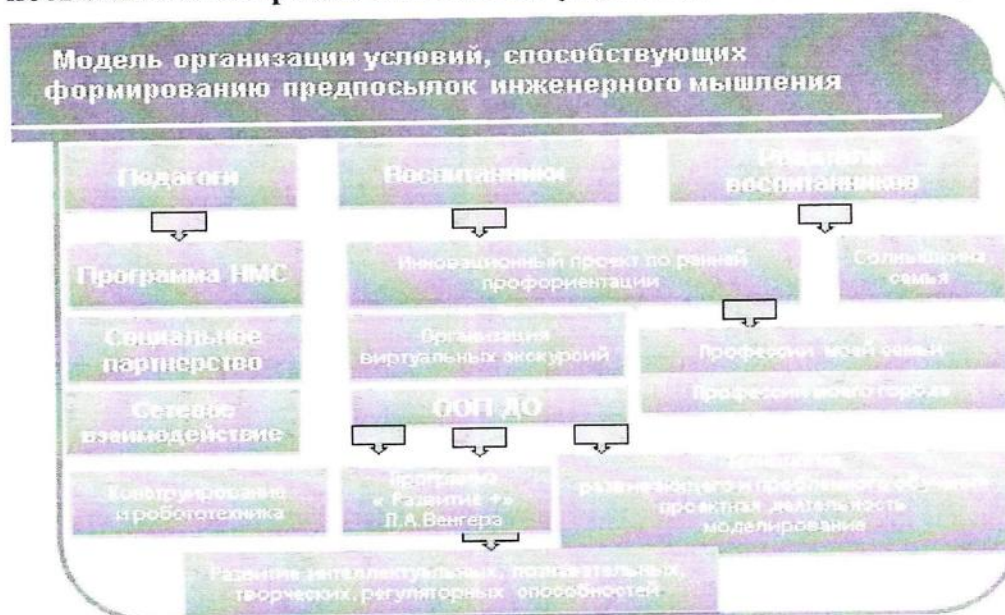 Модель организации условий, способствующих
формированию предпосылок инженерного мышления
Педагоги
Воспитанники
воспитанников
Программа НМС
Инновационный проект по ранней
профориентации
Солнышкина
семья
Социальное
партнерство
Организация
виртуальных экскурсий
Профессии моей семьи
Профессии моего города
Сетевое
взаимодействие
ООП ДО
Конструирование
и робототехника
Программа
« Развитие +»
Л.А.Венгера
развивающего и проблемного обучения
проектная деятельность
моделирование
Развитие интеллектуальных, познавательных,
творческих, регуляторных способностей